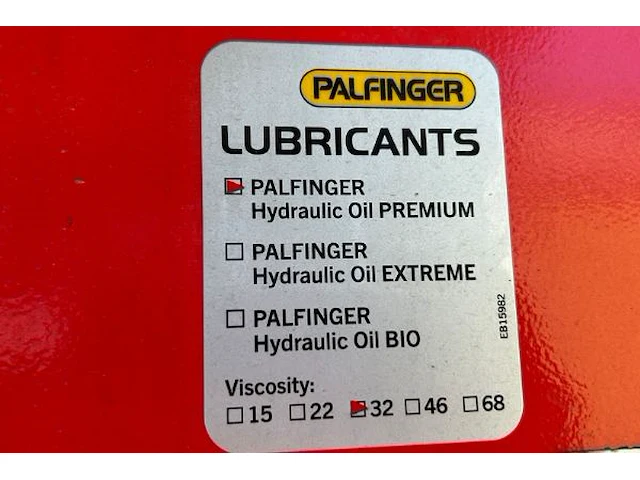 PALFINGER
LUBRICANTS
PALFINGER
Hydraulic Oil PREMIUM
PALFINGER
Hydraulic Oil EXTREME
PALFINGER
Hydraulic Oil BIO
EB15982
Viscosity:
15 22 32 46 68